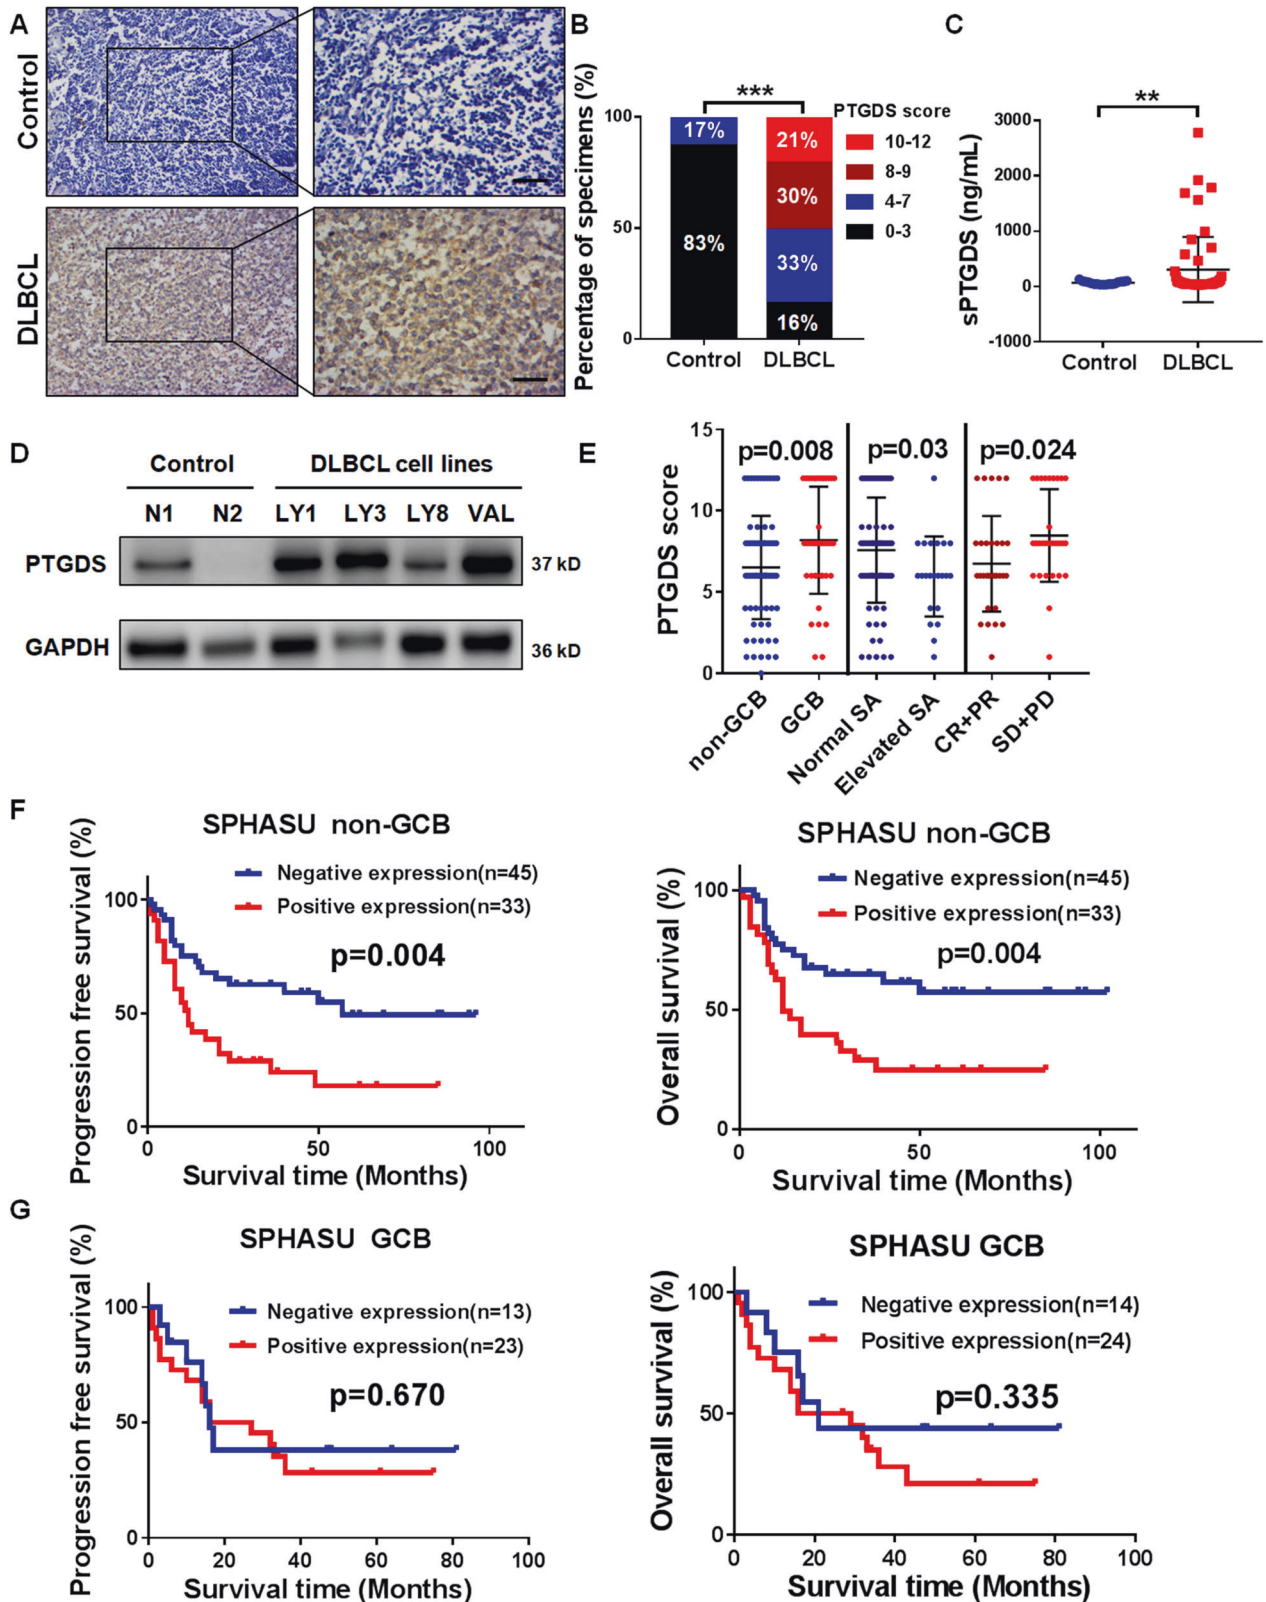 A
Control
DLBCL
B
Percentage of specimens (%)
100
50
0
***
17%
83%
21%
30%
33%
16%
Control
DLBCL
PTGDS score
10-12
8-9
4-7
0-3
C
sPTGDS (ng/mL)
**
3000
2000
1000
0
-1000
Control
DLBCL
D
Control
DLBCL cell lines
N1
N2
LY1
LY3
LY8
VAL
PTGDS
37 kD
GAPDH
36 kD
E
PTGDS score
15
10
5
0
p=0.008
p=0.03
p=0.024
non-GCB
GCB
Normal SA
Elevated SA
CR+PR
SD+PD
F
SPHASU non-GCB
Progression free survival (%)
Negative expression(n=45)
Positive expression(n=33)
p=0.004
100
50
0
0
50
100
Survival time (Months)
SPHASU non-GCB
Overall survival (%)
Negative expression(n=45)
Positive expression(n=33)
p=0.004
100
50
0
0
50
100
Survival time (Months)
G
SPHASU GCB
Progression free survival (%)
Negative expression(n=13)
Positive expression(n=23)
p=0.670
100
50
0
0
20
40
60
80
100
Survival time (Months)
SPHASU GCB
Overall survival (%)
Negative expression(n=14)
Positive expression(n=24)
p=0.335
100
50
0
0
20
40
60
80
100
Survival time (Months)